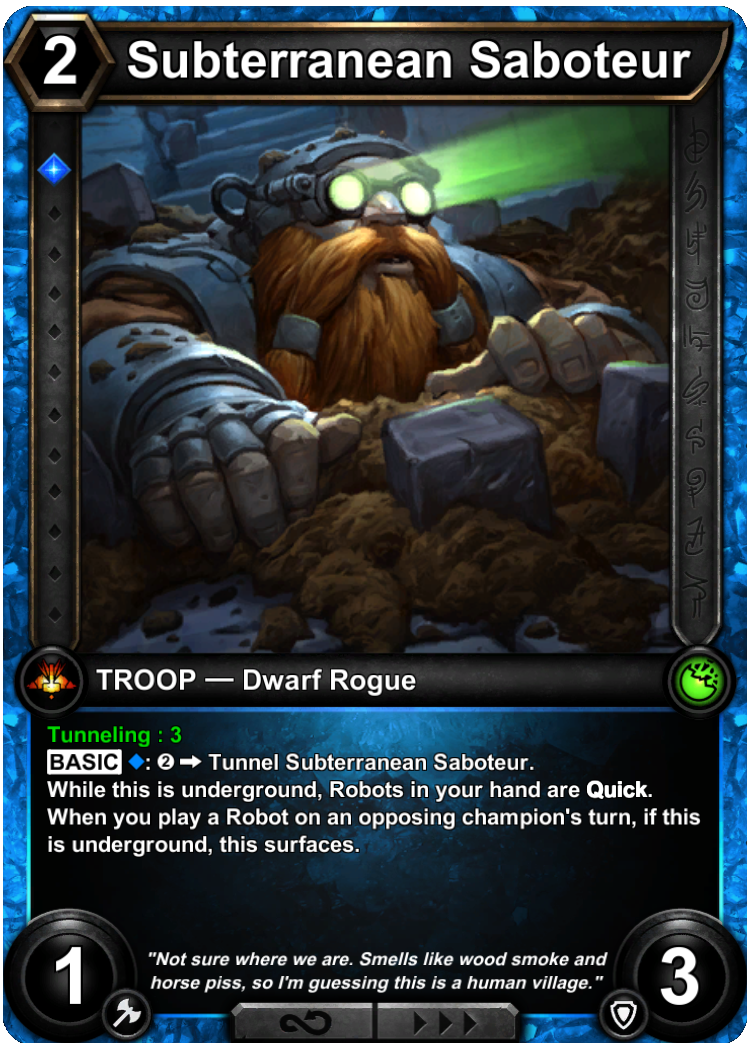 2 Subterranean Saboteur
TROOP — Dwarf Rogue
Tunneling : 3
BASIC ◆: ❷ ➡ Tunnel Subterranean Saboteur.
While this is underground, Robots in your hand are Quick.
When you play a Robot on an opposing champion's turn, if this
is underground, this surfaces.
"Not sure where we are. Smells like wood smoke and
horse piss, so I'm guessing this is a human village."
1
3